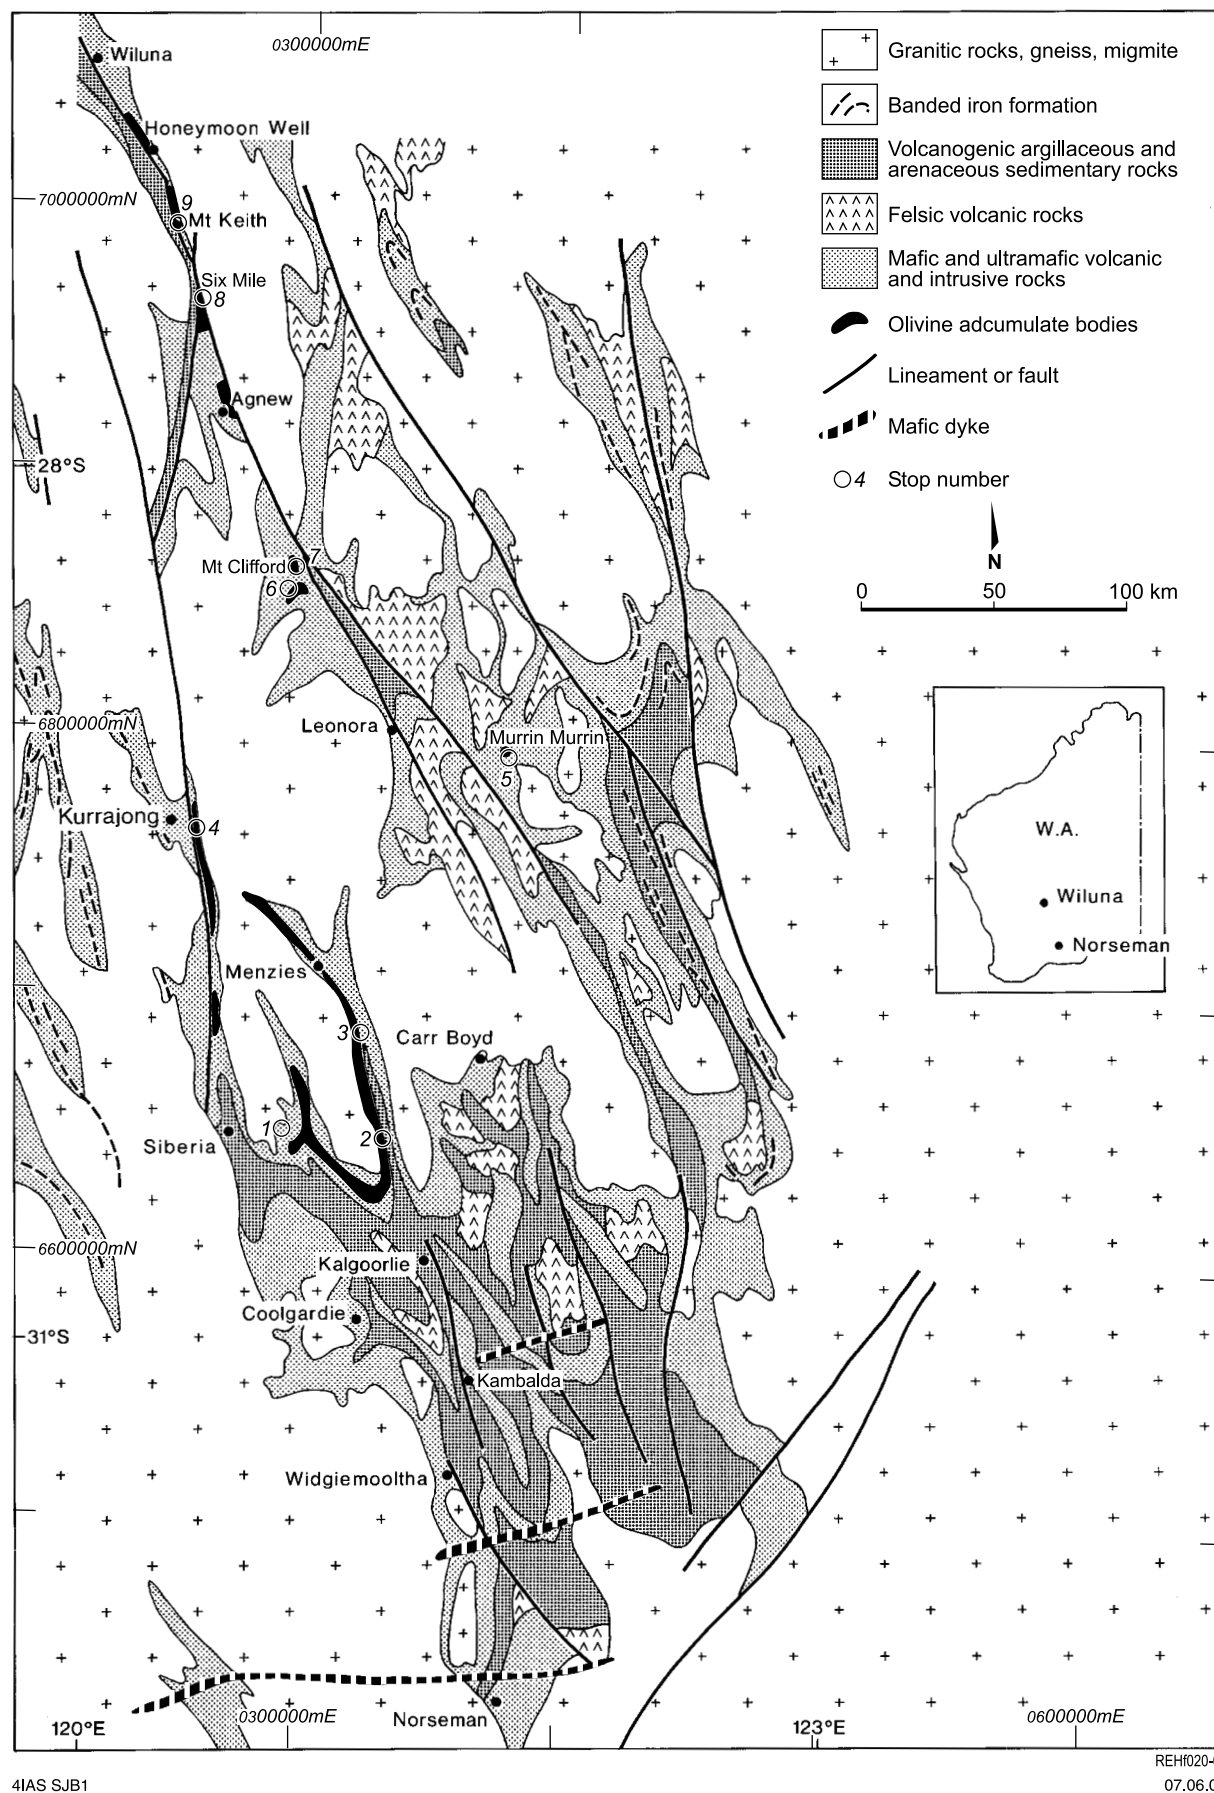 0300000mE
Wiluna
Honeymoon Well
7000000mN
9
Mt Keith
Six Mile
8
Agnew
28°S
Mt Clifford
7
6
6800000mN
Leonora
Murrin Murrin
5
Kurrajong
4
Menzies
3
Carr Boyd
1
2
Siberia
6600000mN
Kalgoorlie
Coolgardie
31°S
Kambalda
Widgiemooltha
Norseman
120°E
0300000mE
123°E
0600000mE
Granitic rocks, gneiss, migmite
Banded iron formation
Volcanogenic argillaceous and
arenaceous sedimentary rocks
Felsic volcanic rocks
Mafic and ultramafic volcanic
and intrusive rocks
Olivine adcumulate bodies
Lineament or fault
Mafic dyke
4 Stop number
N
0 50 100 km
W.A.
Wiluna
Norseman
4IAS SJB1
07.06.0